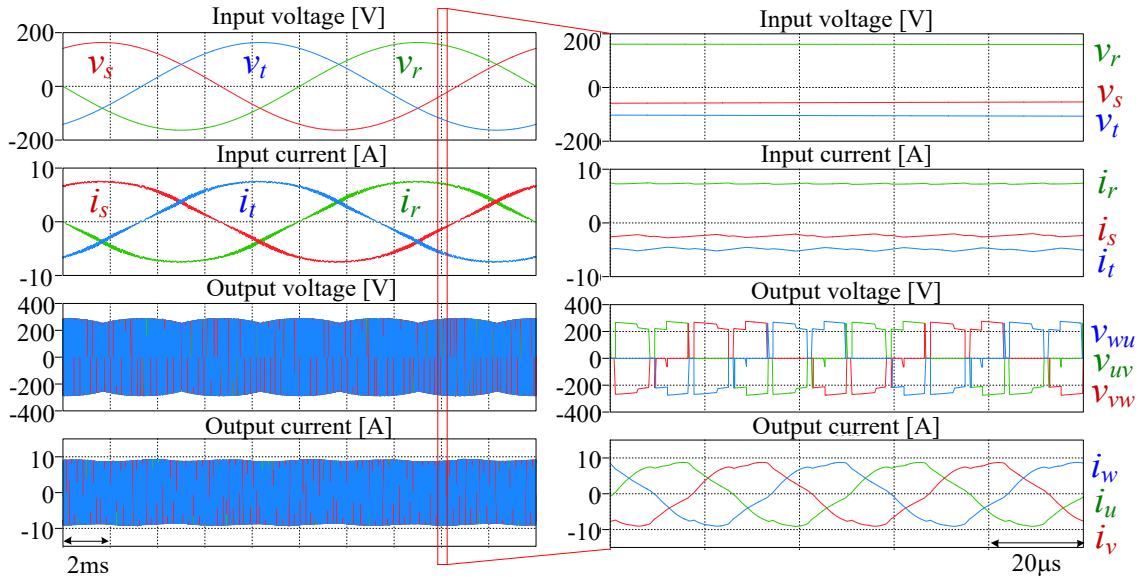 Input voltage [V]
200
0
-200
v_s
v_t
v_r
Input current [A]
10
0
-10
i_s
i_t
i_r
Output voltage [V]
400
200
0
-200
-400
Output current [A]
10
0
-10
2ms
Input voltage [V]
200
0
-200
v_r
v_s
v_t
Input current [A]
10
0
-10
i_r
i_s
i_t
Output voltage [V]
400
200
0
-200
-400
v_wu
v_uv
v_vw
Output current [A]
10
0
-10
i_w
i_u
i_v
20μs